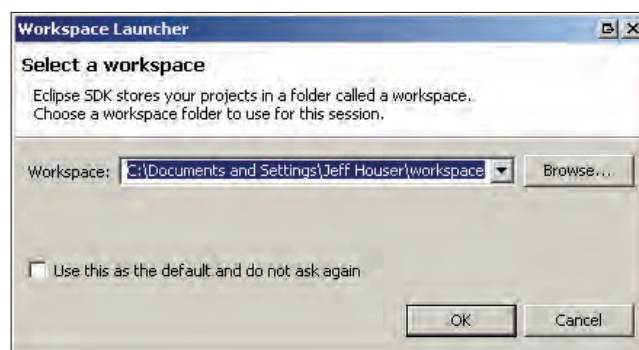 Workspace Launcher
Select a workspace
Eclipse SDK stores your projects in a folder called a workspace.
Choose a workspace folder to use for this session.
Workspace: C:\Documents and Settings\Jeff Houser\workspace Browse...
Use this as the default and do not ask again
OK Cancel